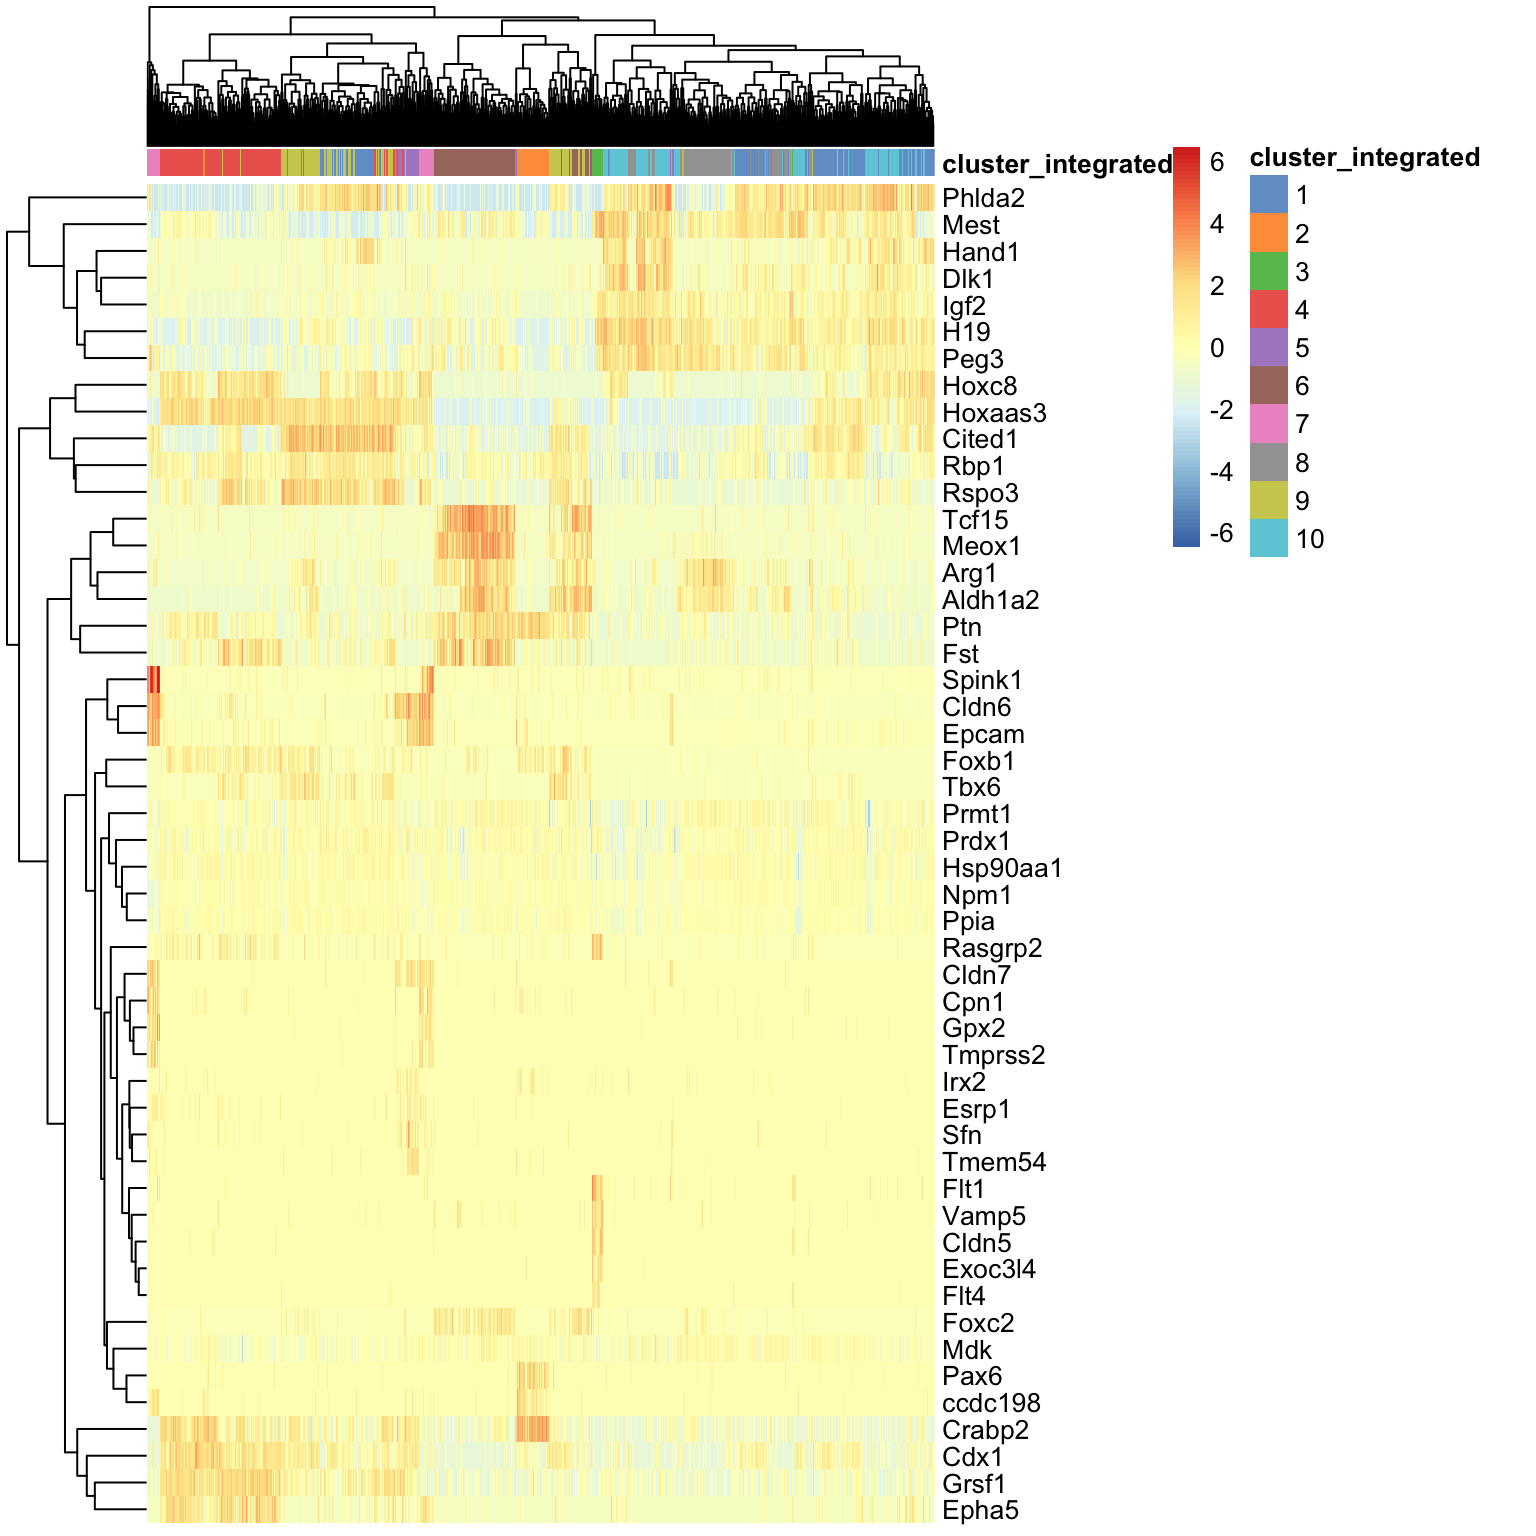 cluster_integrated
Phlda2
Mest
Hand1
Dlk1
Igf2
H19
Peg3
Hoxc8
Hoxaas3
Cited1
Rbp1
Rspo3
Tcf15
Meox1
Arg1
Aldh1a2
Ptn
Fst
Spink1
Cldn6
Epcam
Foxb1
Tbx6
Prmt1
Prdx1
Hsp90aa1
Npm1
Ppia
Rasgrp2
Cldn7
Cpn1
Gpx2
Tmprss2
Irx2
Esrp1
Sfn
Tmem54
Flt1
Vamp5
Cldn5
Exoc3l4
Flt4
Foxc2
Mdk
Pax6
ccdc198
Crabp2
Cdx1
Grsf1
Epha5
6
4
2
0
-2
-4
-6
cluster_integrated
1
2
3
4
5
6
7
8
9
10